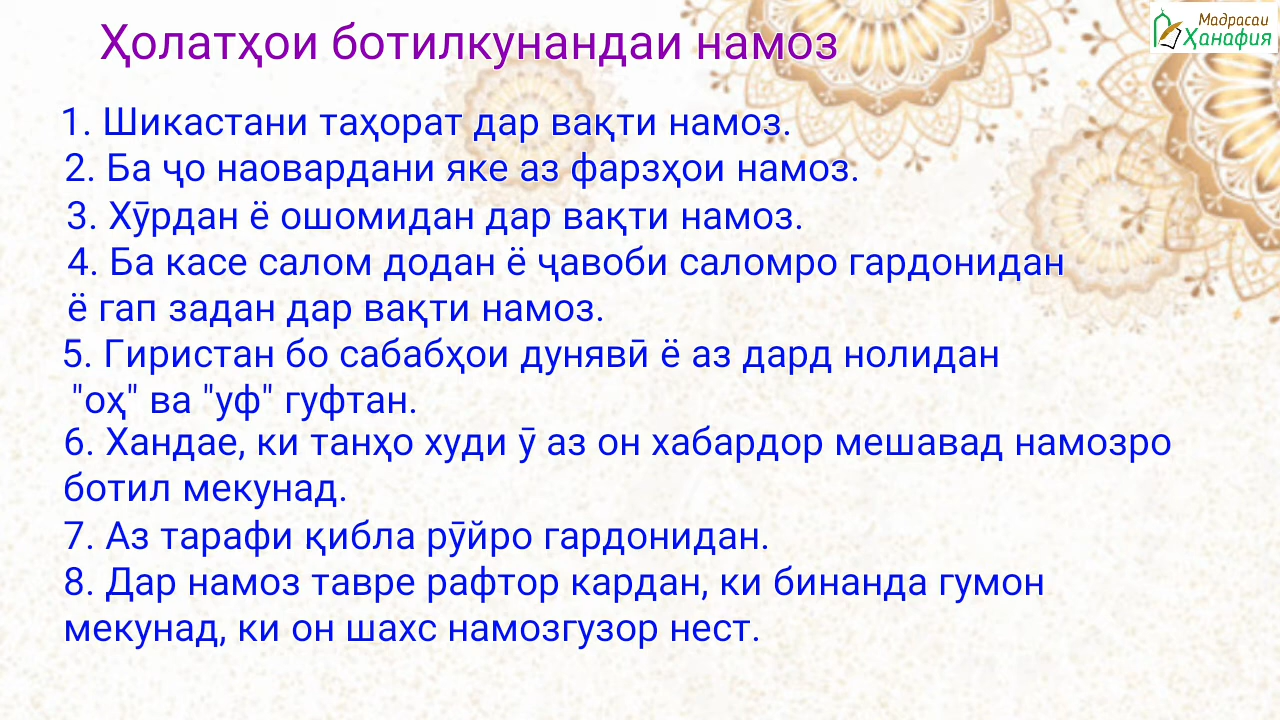 Ҳолатҳои ботилкунандаи намоз
Мадрасаи
Ҳанафия
1. Шикастани таҳорат дар вақти намоз.
2. Ба ҷо наовардани яке аз фарзҳои намоз.
3. Хӯрдан ё ошомидан дар вақти намоз.
4. Ба касе салом додан ё ҷавоби саломро гардонидан
ё гап задан дар вақти намоз.
5. Гиристан бо сабабҳои дунявӣ ё аз дард нолидан
"оҳ" ва "уф" гуфтан.
6. Хандае, ки танҳо худи ӯ аз он хабардор мешавад намозро
ботил мекунад.
7. Аз тарафи қибла рӯйро гардонидан.
8. Дар намоз тавре рафтор кардан, ки бинанда гумон
мекунад, ки он шахс намозгузор нест.